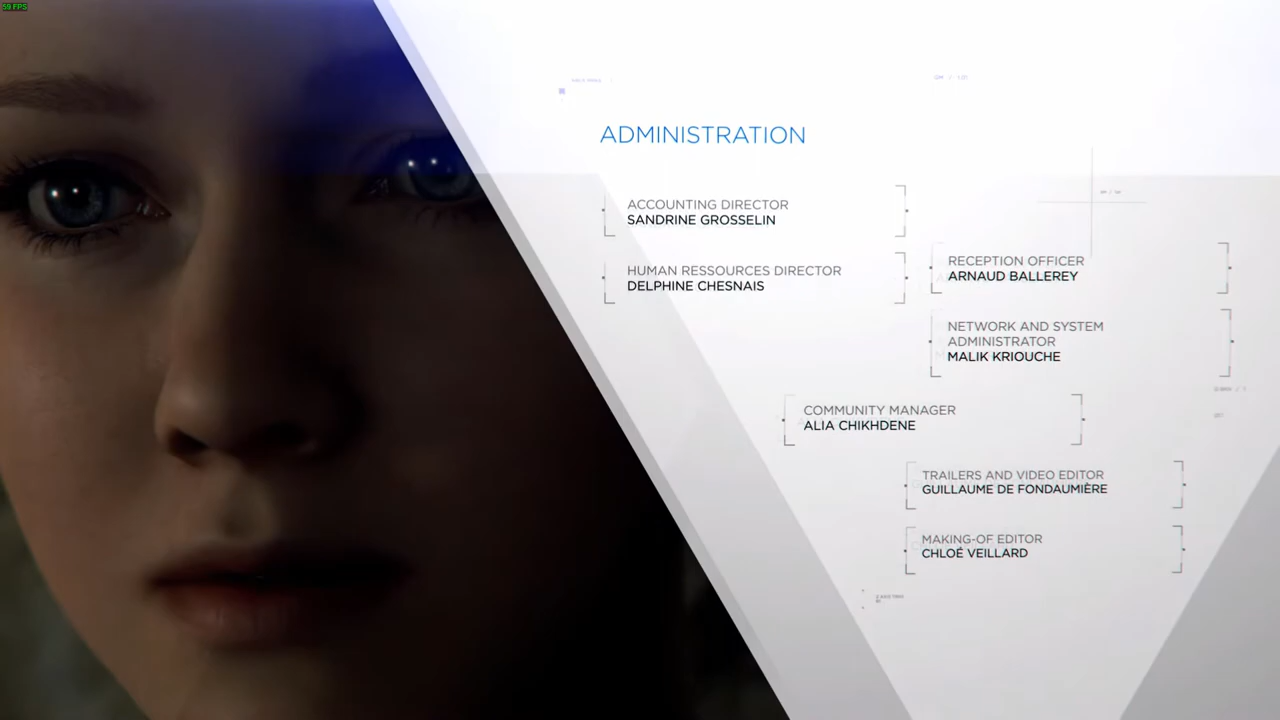 59 FPS
ADMINISTRATION
ACCOUNTING DIRECTOR
SANDRINE GROSSELIN
HUMAN RESSOURCES DIRECTOR
DELPHINE CHESNAIS
RECEPTION OFFICER
ARNAUD BALLEREY
NETWORK AND SYSTEM
ADMINISTRATOR
MALIK KRIOUCHE
COMMUNITY MANAGER
ALIA CHIKHDENE
TRAILERS AND VIDEO EDITOR
GUILLAUME DE FONDAUMIÈRE
MAKING-OF EDITOR
CHLOÉ VEILLARD